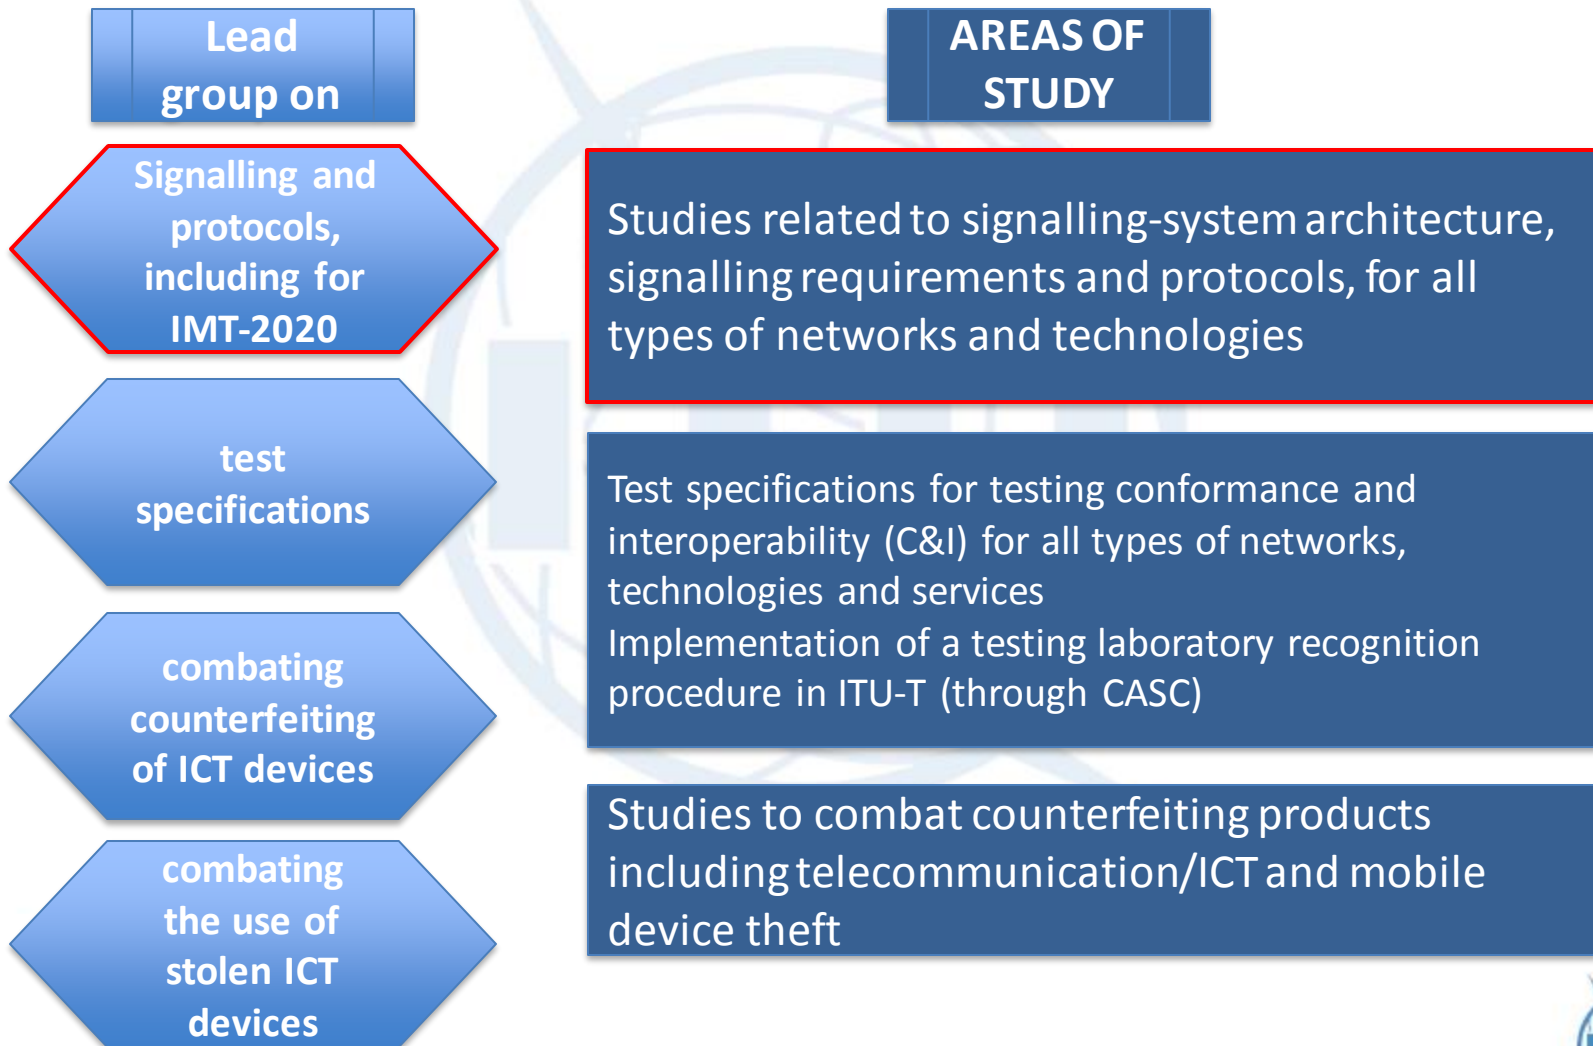 Lead
group on
AREAS OF
STUDY
Signalling and
protocols,
including for
IMT-2020
Studies related to signalling-system architecture,
signalling requirements and protocols, for all
types of networks and technologies
test
specifications
Test specifications for testing conformance and
interoperability (C&I) for all types of networks,
technologies and services
Implementation of a testing laboratory recognition
procedure in ITU-T (through CASC)
combating
counterfeiting
of ICT devices
Studies to combat counterfeiting products
including telecommunication/ICT and mobile
device theft
combating
the use of
stolen ICT
devices